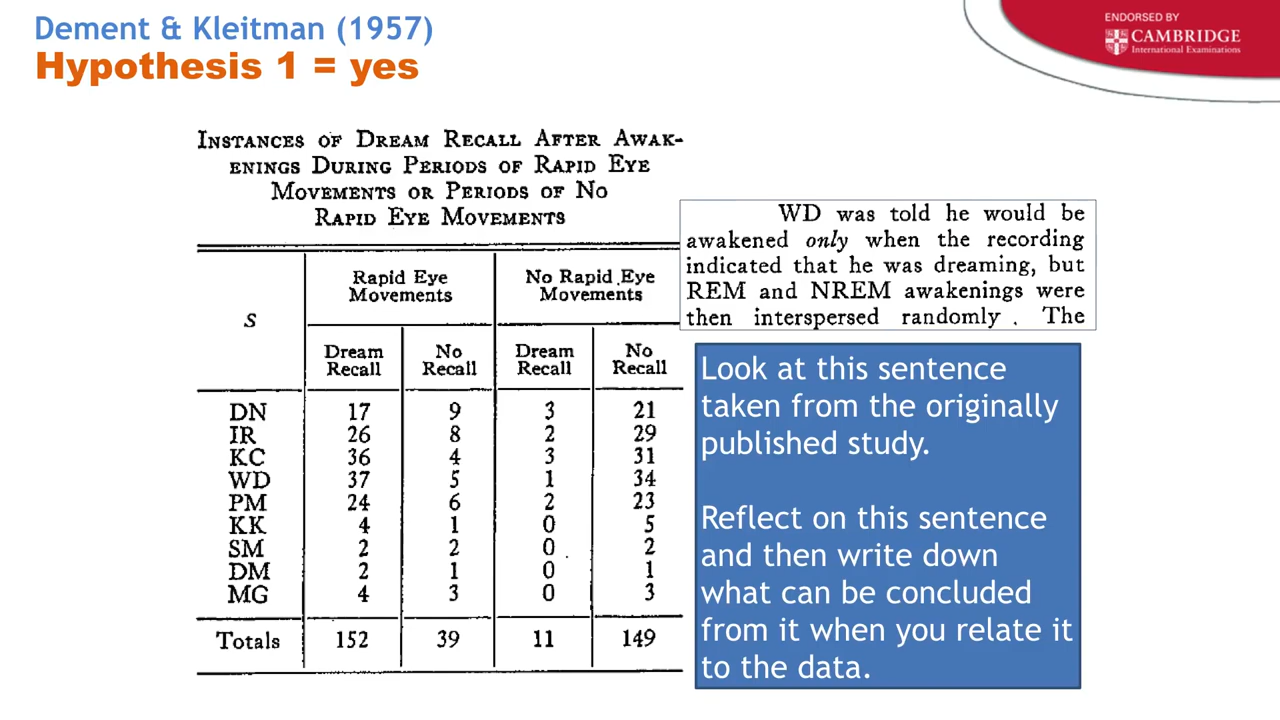 Dement & Kleitman (1957)
Hypothesis 1 = yes
ENDORSED BY
CAMBRIDGE
International Examinations
INSTANCES OF DREAM RECALL AFTER AWAK-
ENINGS DURING PERIODS OF RAPID EYE
MOVEMENTS OR PERIODS OF NO
RAPID EYE MOVEMENTS
S
Rapid Eye
Movements
No Rapid Eye
Movements
Dream
Recall
No
Recall
Dream
Recall
No
Recall
DN 17 9 3 21
IR 26 8 2 29
KC 36 4 3 31
WD 37 5 1 34
PM 24 6 2 23
KK 4 1 0 5
SM 2 2 0 2
DM 2 1 0 1
MG 4 3 0 3
Totals 152 39 11 149
WD was told he would be
awakened only when the recording
indicated that he was dreaming, but
REM and NREM awakenings were
then interspersed randomly . The
Look at this sentence
taken from the originally
published study.
Reflect on this sentence
and then write down
what can be concluded
from it when you relate it
to the data.